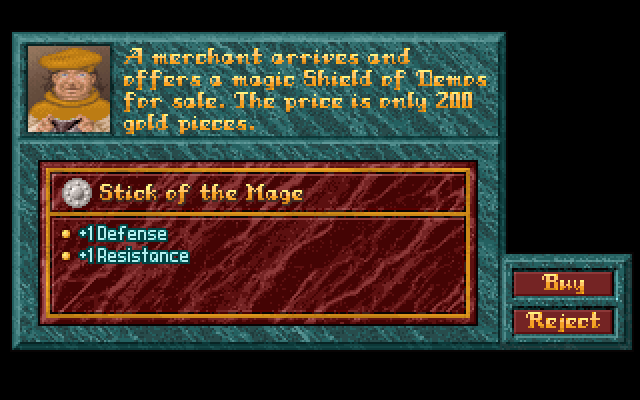 A merchant arrives and
offers a magic Shield of Demos
for sale. The price is only 200
gold pieces.
Stick of the Mage
+1 Defense
+1 Resistance
Buy
Reject